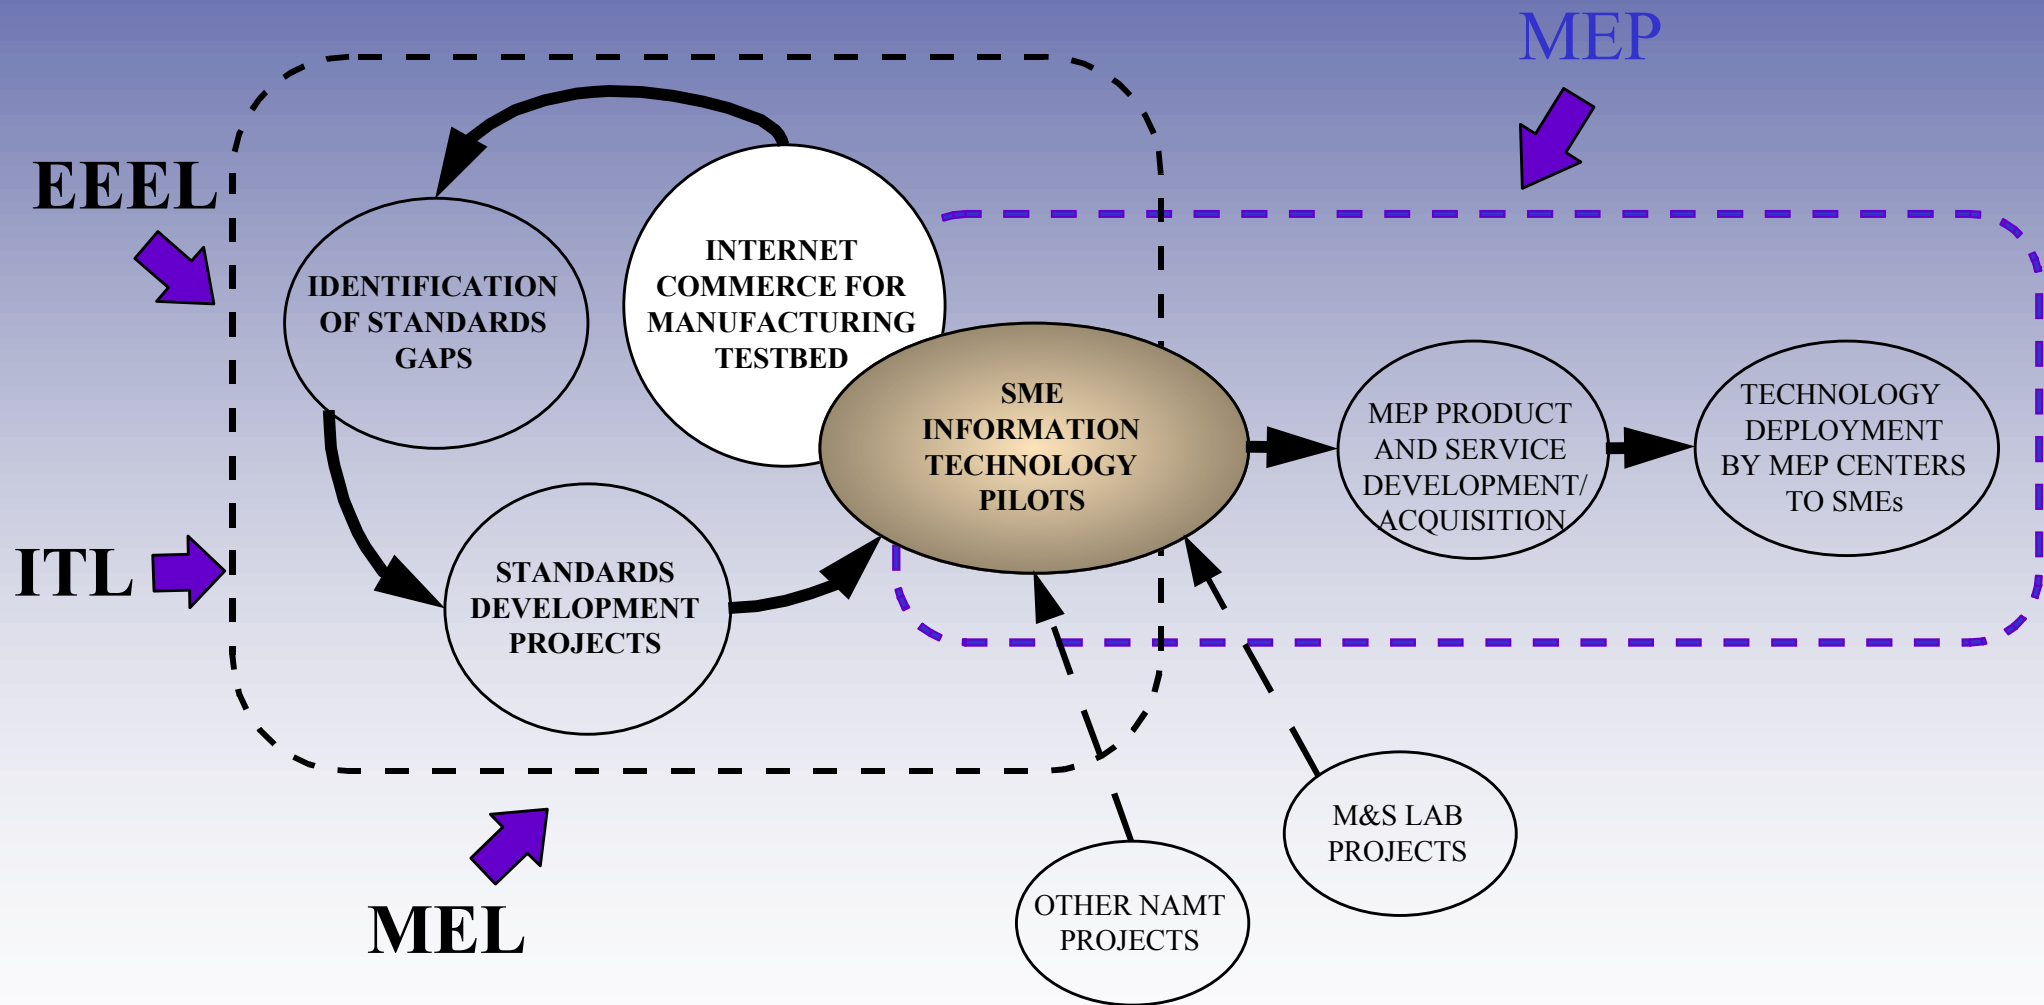 MEP
EEEL
INTERNET
COMMERCE FOR
MANUFACTURING
TESTBED
IDENTIFICATION
OF STANDARDS
GAPS
SME
INFORMATION
TECHNOLOGY
PILOTS
MEP PRODUCT
AND SERVICE
DEVELOPMENT/
ACQUISITION
TECHNOLOGY
DEPLOYMENT
BY MEP CENTERS
TO SMEs
ITL
STANDARDS
DEVELOPMENT
PROJECTS
M&S LAB
PROJECTS
OTHER NAMT
PROJECTS
MEL